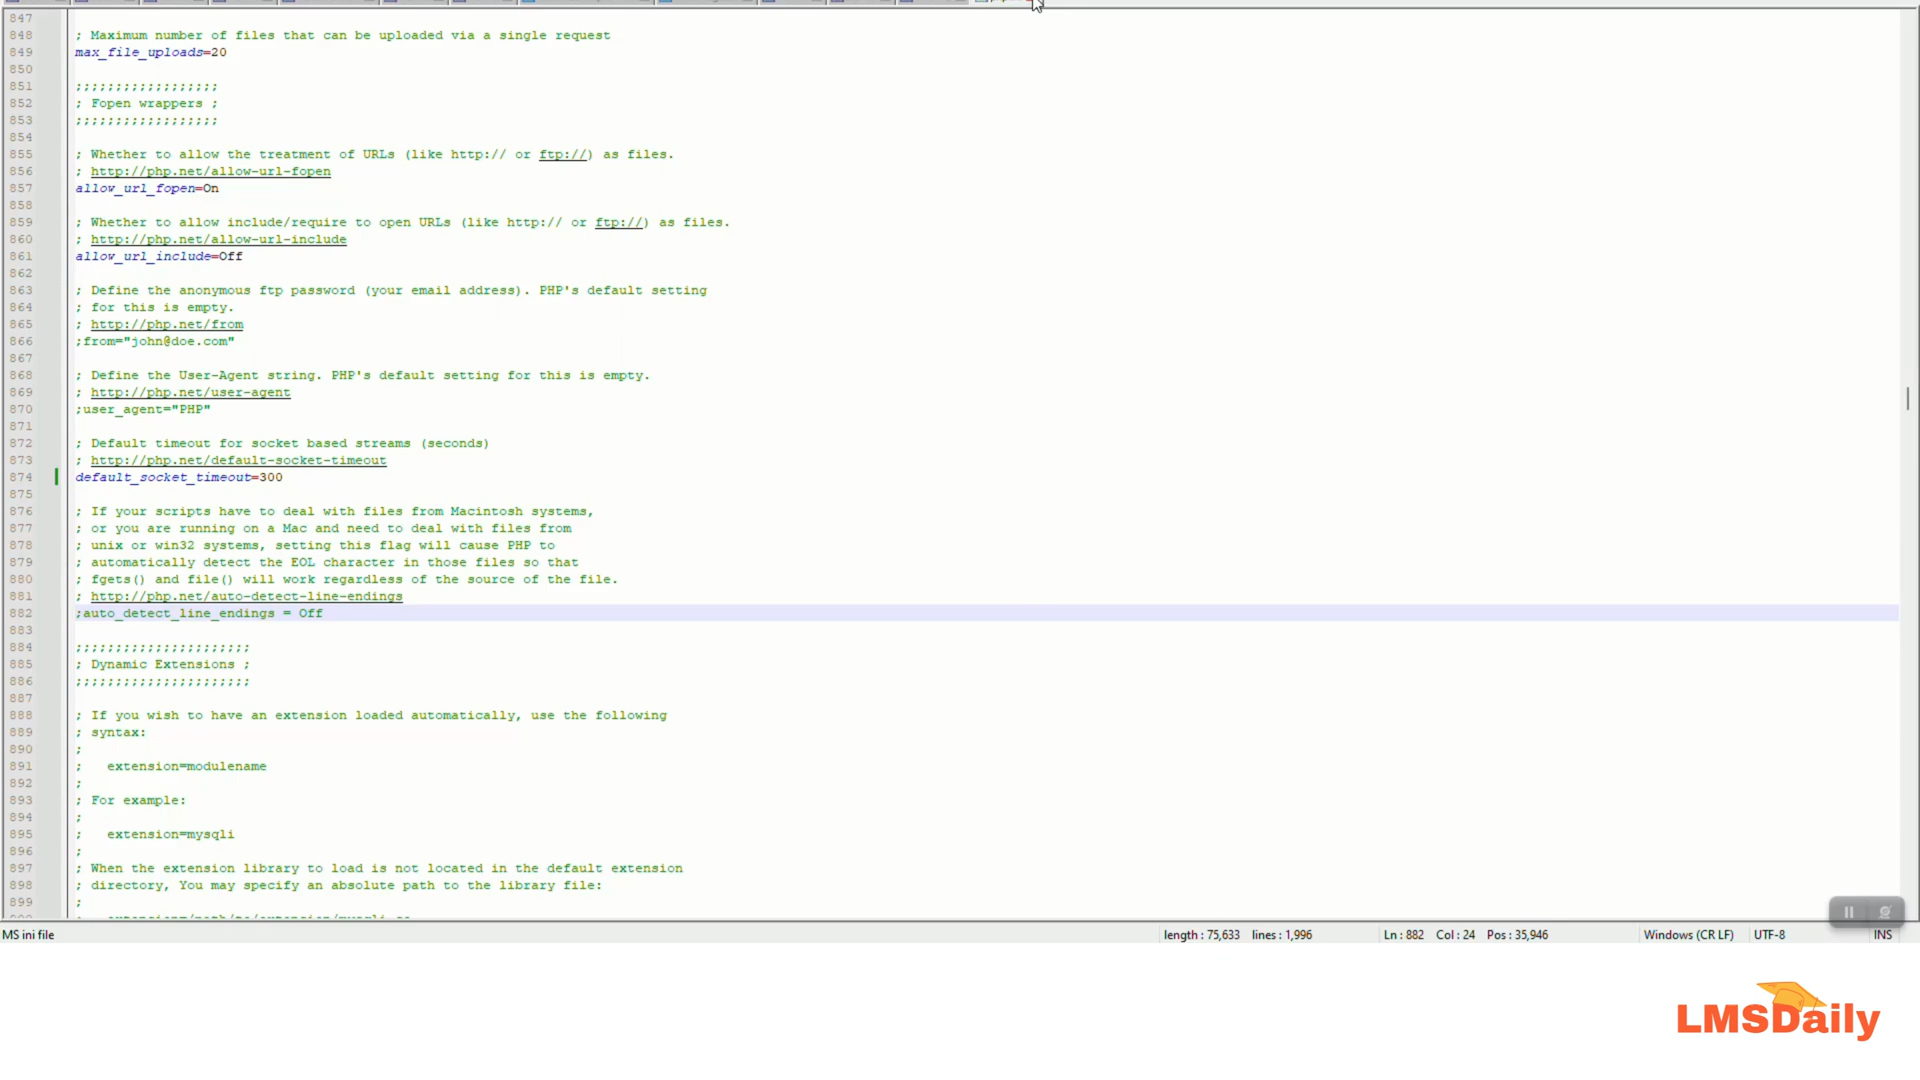 847
848 ; Maximum number of files that can be uploaded via a single request
849 max_file_uploads=20
850
851 ;;;;;;;;;;;;;;;;;;
852 ; Fopen wrappers ;
853 ;;;;;;;;;;;;;;;;;;
854
855 ; Whether to allow the treatment of URLs (like http:// or ftp://) as files.
856 ; http://php.net/allow-url-fopen
857 allow_url_fopen=On
858
859 ; Whether to allow include/require to open URLs (like http:// or ftp://) as files.
860 ; http://php.net/allow-url-include
861 allow_url_include=Off
862
863 ; Define the anonymous ftp password (your email address). PHP's default setting
864 ; for this is empty.
865 ; http://php.net/from
866 ;from="john@doe.com"
867
868 ; Define the User-Agent string. PHP's default setting for this is empty.
869 ; http://php.net/user-agent
870 ;user_agent="PHP"
871
872 ; Default timeout for socket based streams (seconds)
873 ; http://php.net/default-socket-timeout
874 default_socket_timeout=300
875
876 ; If your scripts have to deal with files from Macintosh systems,
877 ; or you are running on a Mac and need to deal with files from
878 ; unix or win32 systems, setting this flag will cause PHP to
879 ; automatically detect the EOL character in those files so that
880 ; fgets() and file() will work regardless of the source of the file.
881 ; http://php.net/auto-detect-line-endings
882 ;auto_detect_line_endings = Off
883
884 ;;;;;;;;;;;;;;;;;;;;;;
885 ; Dynamic Extensions ;
886 ;;;;;;;;;;;;;;;;;;;;;;
887
888 ; If you wish to have an extension loaded automatically, use the following
889 ; syntax:
890 ;
891 ;   extension=modulename
892 ;
893 ; For example:
894 ;
895 ;   extension=mysqli
896 ;
897 ; When the extension library to load is not located in the default extension
898 ; directory, You may specify an absolute path to the library file:
899 ;
MS ini file length : 75,633 lines : 1,996 Ln : 882 Col : 24 Pos : 35,946 Windows (CR LF) UTF-8 INS
LMSDaily